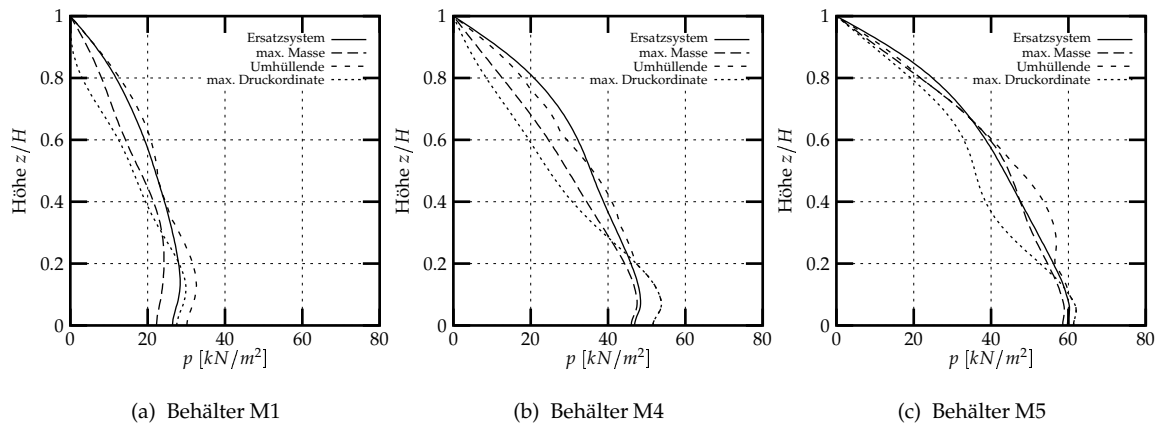 1
0.8
0.6
0.4
0.2
0
0 20 40 60 80
Höhe z/H
p [kN/m²]
Ersatzsystem
max. Masse
Umhüllende
max. Druckordinate
(a) Behälter M1
1
0.8
0.6
0.4
0.2
0
0 20 40 60 80
Höhe z/H
p [kN/m²]
Ersatzsystem
max. Masse
Umhüllende
max. Druckordinate
(b) Behälter M4
1
0.8
0.6
0.4
0.2
0
0 20 40 60 80
Höhe z/H
p [kN/m²]
Ersatzsystem
max. Masse
Umhüllende
max. Druckordinate
(c) Behälter M5